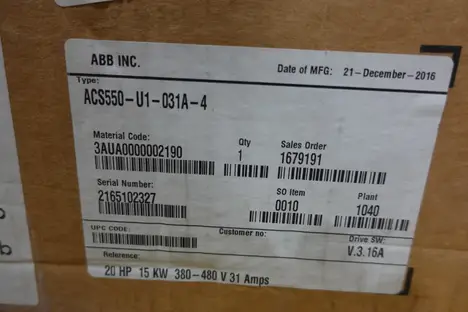 ABB INC.
Date of MFG: 21-December-2016
Type:
ACS550-U1-031A-4
Material Code:
3AUA0000002190
Qty
1
Sales Order
1679191
Serial Number:
2165102327
SO Item
0010
Plant
1040
UPC CODE:
Customer no:
Drive SW:
V.3.16A
Reference:
20 HP 15 KW 380-480 V 31 Amps
b